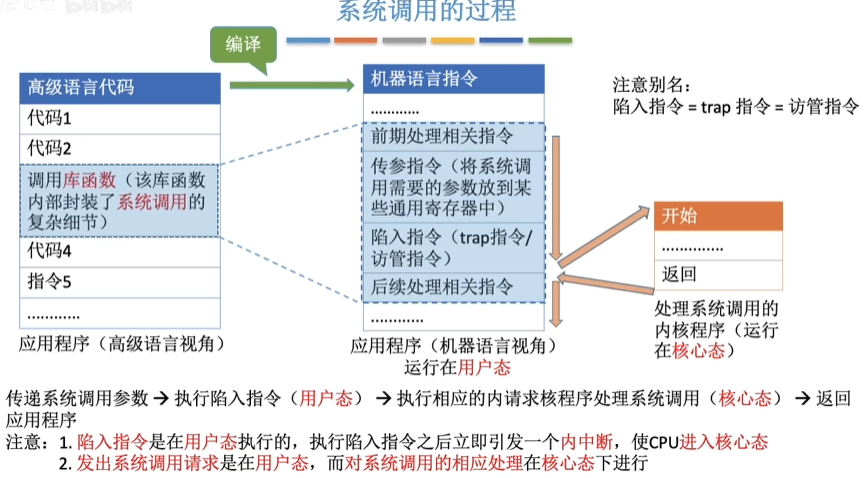 系统调用的过程
编译
高级语言代码
代码1
代码2
调用库函数（该库函数
内部封装了系统调用的
复杂细节）
代码4
指令5
…………
应用程序（高级语言视角）
机器语言指令
…………
前期处理相关指令
传参指令（将系统调
用需要的参数放到某
些通用寄存器中）
陷入指令（trap指令/
访管指令）
后续处理相关指令
…………
应用程序（机器语言视角）
运行在用户态
注意别名：
陷入指令 = trap 指令 = 访管指令
开始
…………..
返回
处理系统调用的
内核程序（运行
在核心态）
传递系统调用参数 → 执行陷入指令（用户态） → 执行相应的内请求核程序处理系统调用（核心态） → 返回
应用程序
注意：1. 陷入指令是在用户态执行的，执行陷入指令之后立即引发一个内中断，使CPU进入核心态
2. 发出系统调用请求是在用户态，而对系统调用的相应处理在核心态下进行